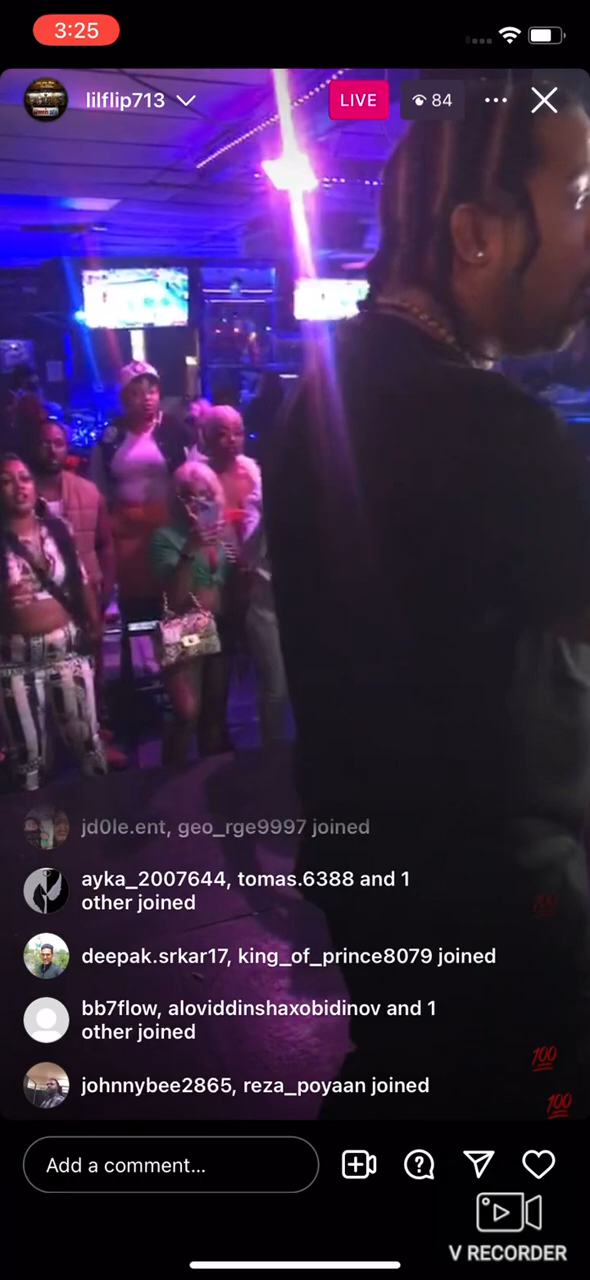 3:25
lilflip713
LIVE
84
jd0le.ent, geo_rge9997 joined
ayka_2007644, tomas.6388 and 1
other joined
deepak.srkar17, king_of_prince8079 joined
bb7flow, aloviddinshaxobidinov and 1
other joined
johnnybee2865, reza_poyaan joined
💯
💯
💯
Add a comment...
V RECORDER